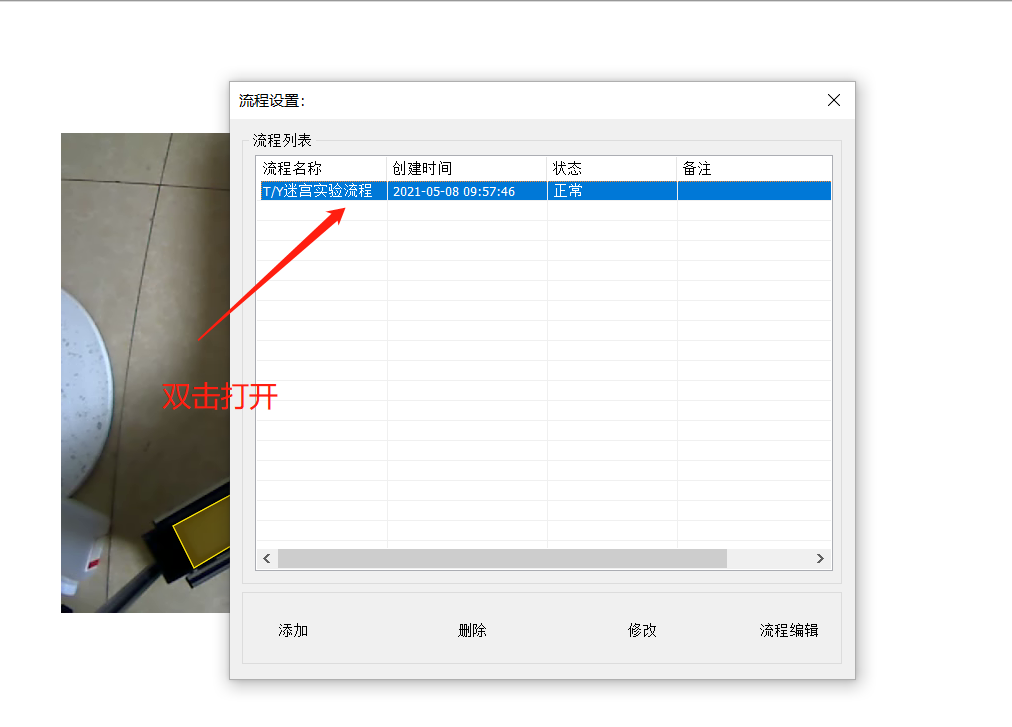 流程设置:
流程列表
流程名称 创建时间 状态 备注
T/Y迷宫实验流程 2021-05-08 09:57:46 正常
双击打开
添加 删除 修改 流程编辑